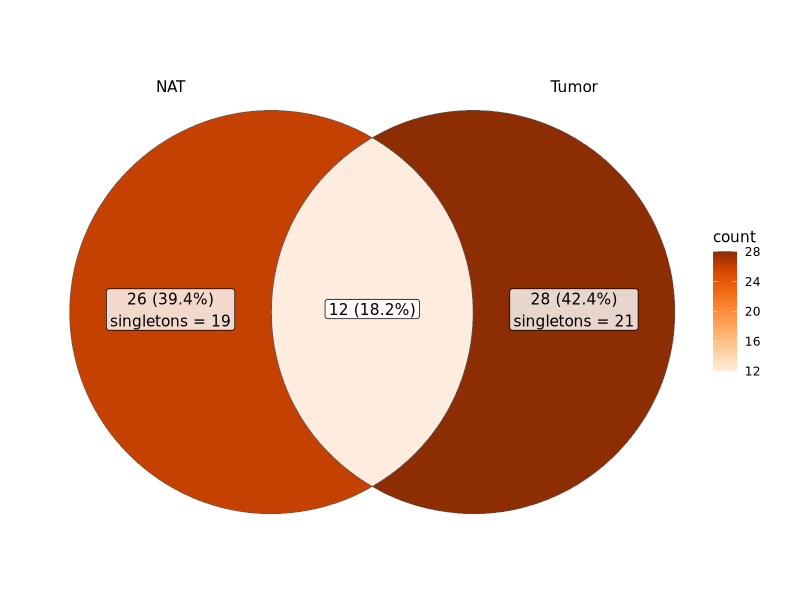 NAT
Tumor
26 (39.4%)
singletons = 19
12 (18.2%)
28 (42.4%)
singletons = 21
count
28
24
20
16
12